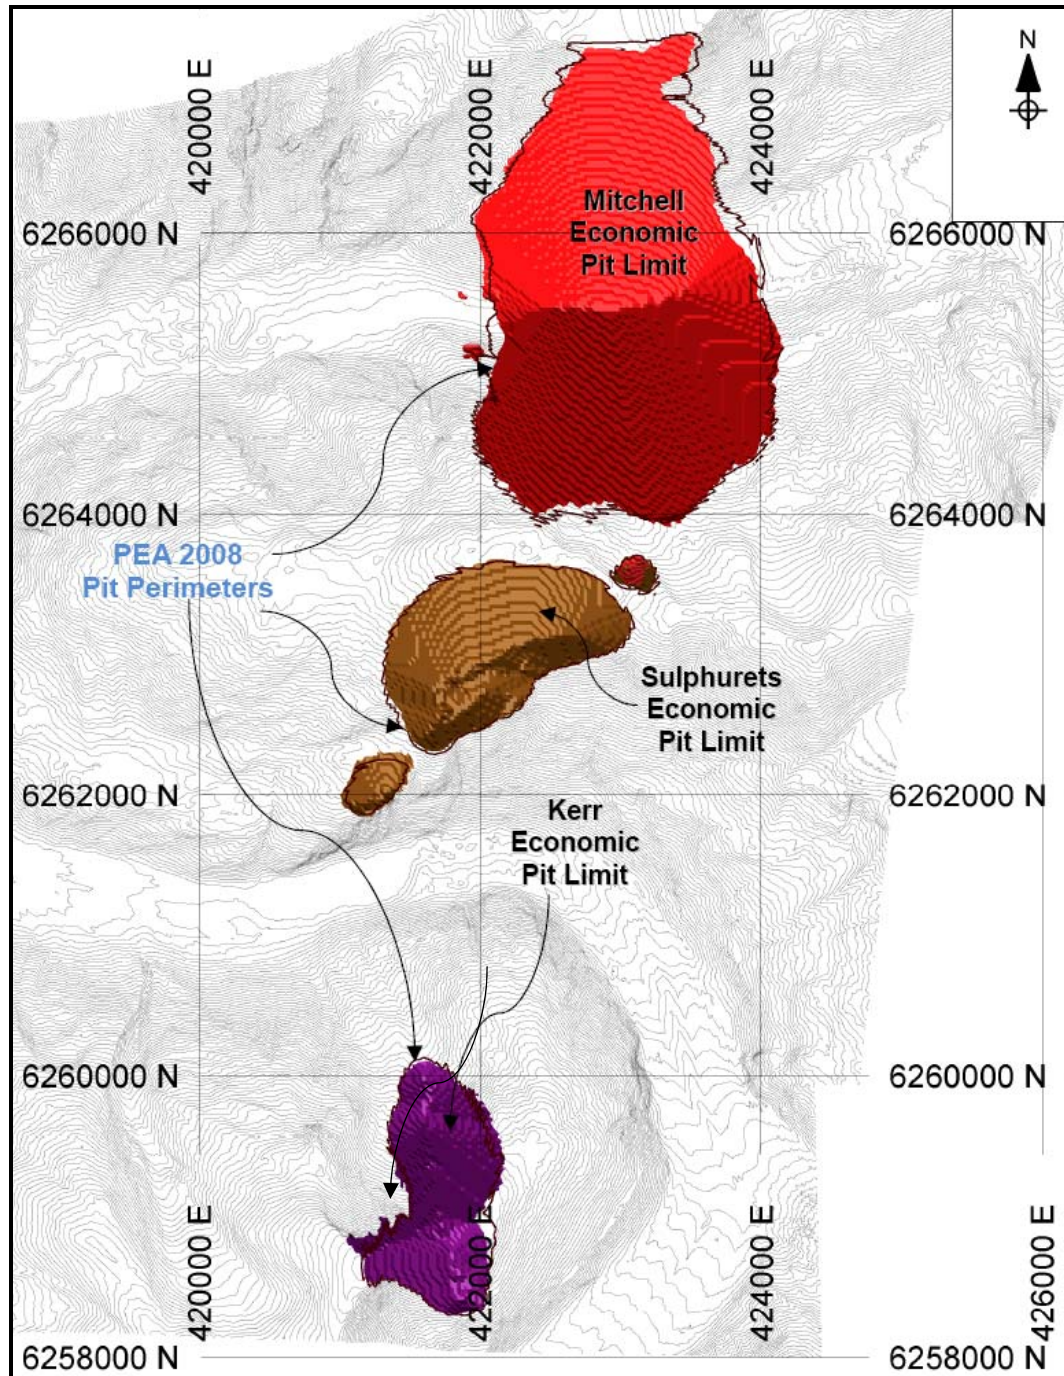 N
420000 E
422000 E
424000 E
Mitchell
Economic
Pit Limit
6266000 N
6266000 N
6264000 N
6264000 N
PEA 2008
Pit Perimeters
Sulphurets
Economic
Pit Limit
6262000 N
6262000 N
Kerr
Economic
Pit Limit
6260000 N
6260000 N
420000 E
422000 E
424000 E
426000 E
6258000 N
6258000 N